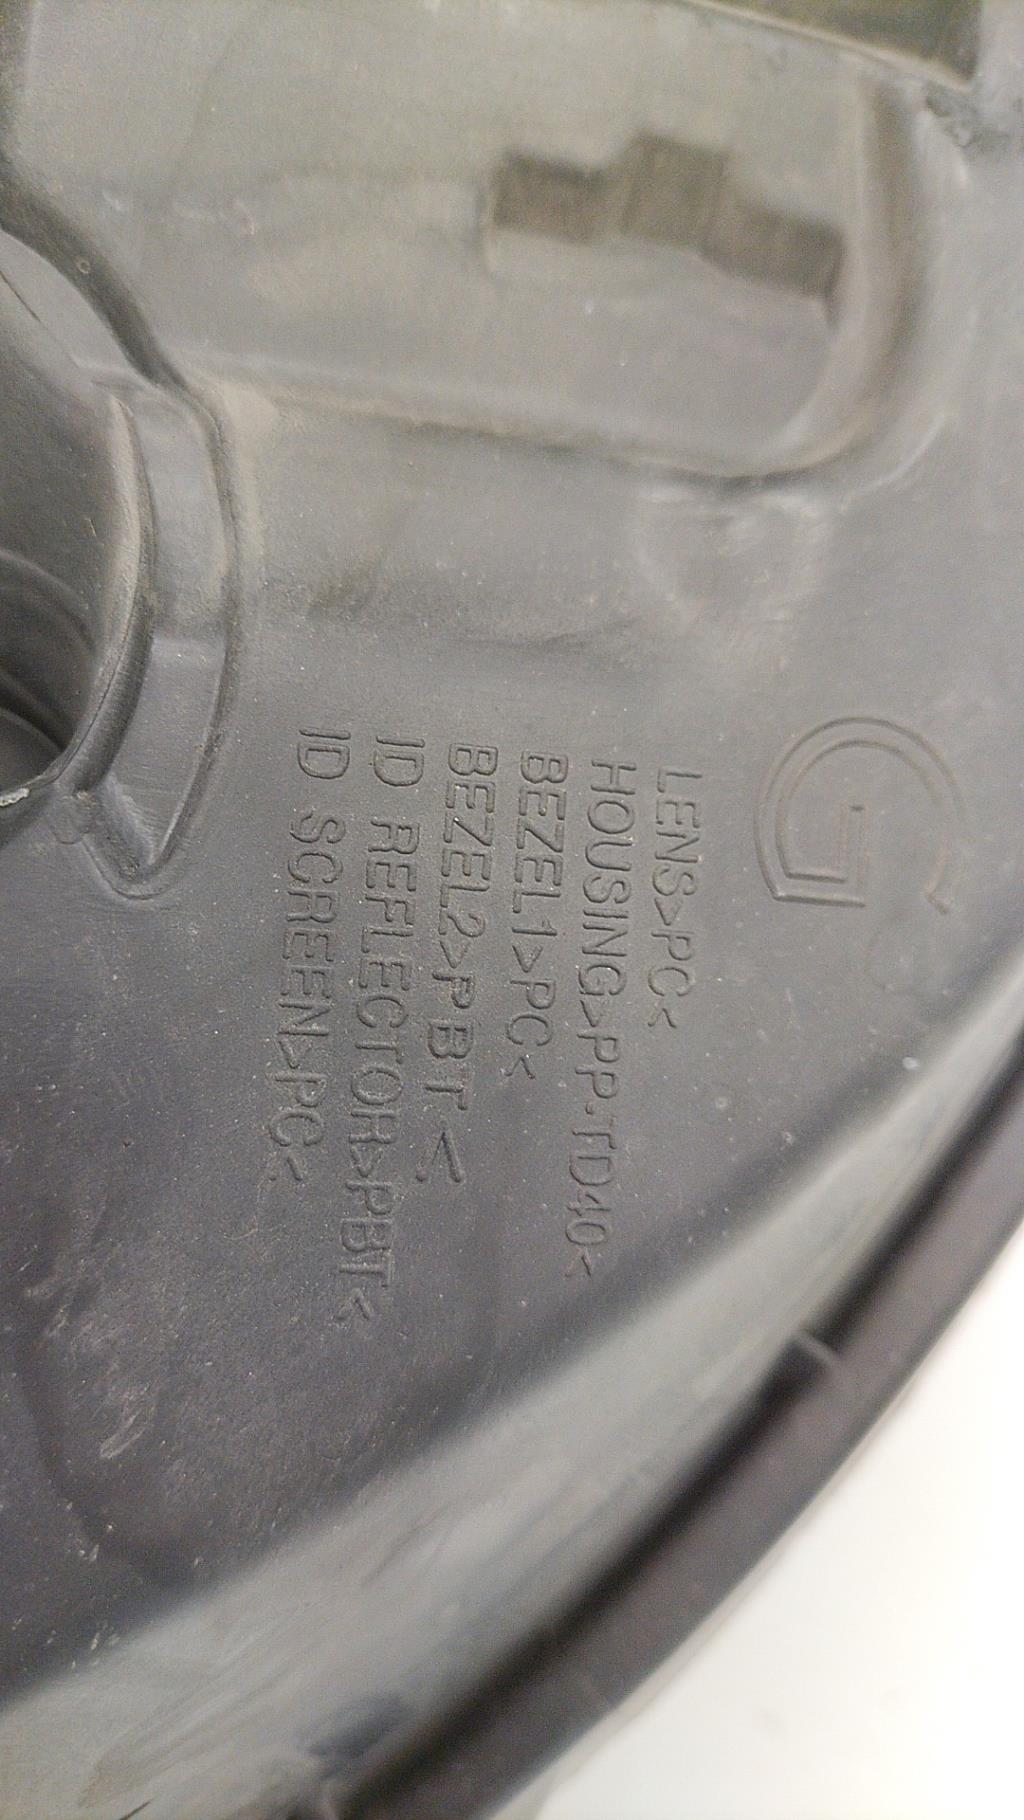 LENS>PC<
HOUSING>PP-TD40<
BEZEL1>PC<
BEZEL2>PBT<
ID REFLECTOR>PBT<
ID SCREEN>PC<